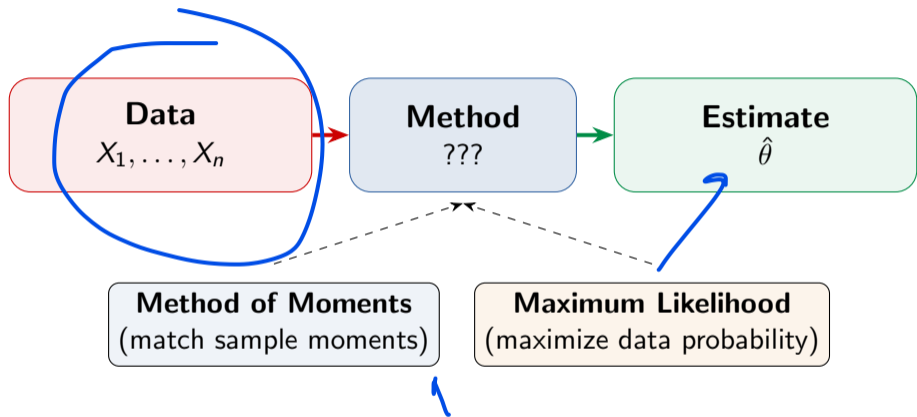 Data
X₁, . . . , Xₙ
Method
???
Estimate
θ̂
Method of Moments
(match sample moments)
Maximum Likelihood
(maximize data probability)